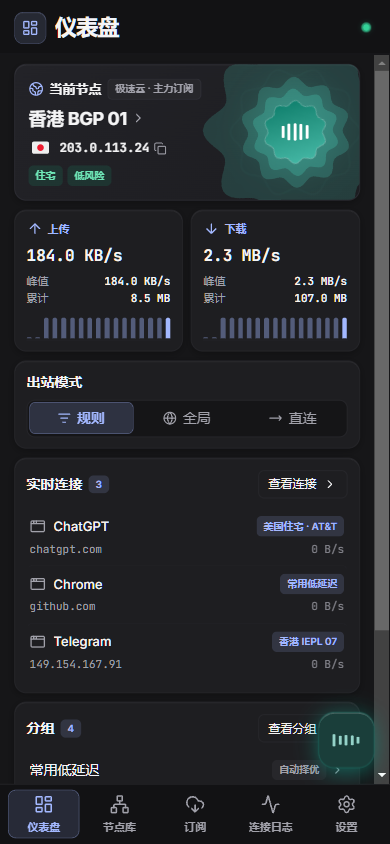 仪表盘
当前节点 极速云 · 主力订阅
香港 BGP 01
203.0.113.24
住宅 低风险
上传
184.0 KB/s
峰值 184.0 KB/s
累计 8.5 MB
下载
2.3 MB/s
峰值 2.3 MB/s
累计 107.0 MB
出站模式
规则 全局 直连
实时连接 3 查看连接
ChatGPT 美国住宅 · AT&T
chatgpt.com 0 B/s
Chrome 常用低延迟
github.com 0 B/s
Telegram 香港 IEPL 07
149.154.167.91 0 B/s
分组 4 查看分组
常用低延迟 自动择优
仪表盘 节点库 订阅 连接日志 设置